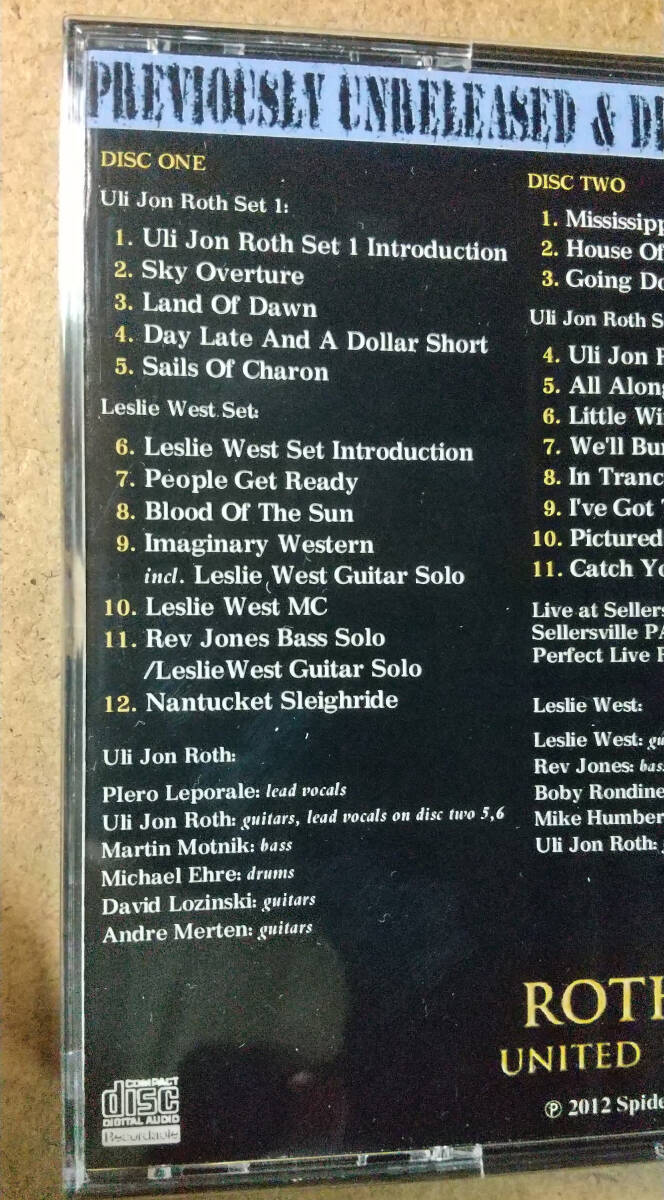 PREVIOUSLY UNRELEASED &
DISC ONE
Uli Jon Roth Set 1:
1. Uli Jon Roth Set 1 Introduction
2. Sky Overture
3. Land Of Dawn
4. Day Late And A Dollar Short
5. Sails Of Charon
Leslie West Set:
6. Leslie West Set Introduction
7. People Get Ready
8. Blood Of The Sun
9. Imaginary Western
incl. Leslie West Guitar Solo
10. Leslie West MC
11. Rev Jones Bass Solo
/LeslieWest Guitar Solo
12. Nantucket Sleighride
Uli Jon Roth:
PIero Leporale: lead vocals
Uli Jon Roth: guitars, lead vocals on disc two 5,6
Martin Motnik: bass
Michael Ehre: drums
David Lozinski: guitars
Andre Merten: guitars
COMPACT
disc
DIGITAL AUDIO
Recordable
DISC TWO
1. Mississipp
2. House Of
3. Going Do
Uli Jon Roth S
4. Uli Jon R
5. All Along
6. Little Wi
7. We'll Bu
8. In Tranc
9. I've Got
10. Pictured
11. Catch Yo
Live at Sellers
Sellersville PA
Perfect Live
Leslie West:
Leslie West: gu
Rev Jones: bas
Boby Rondine
Mike Humber
Uli Jon Roth:
ROTH
UNITED
℗ 2012 Spide